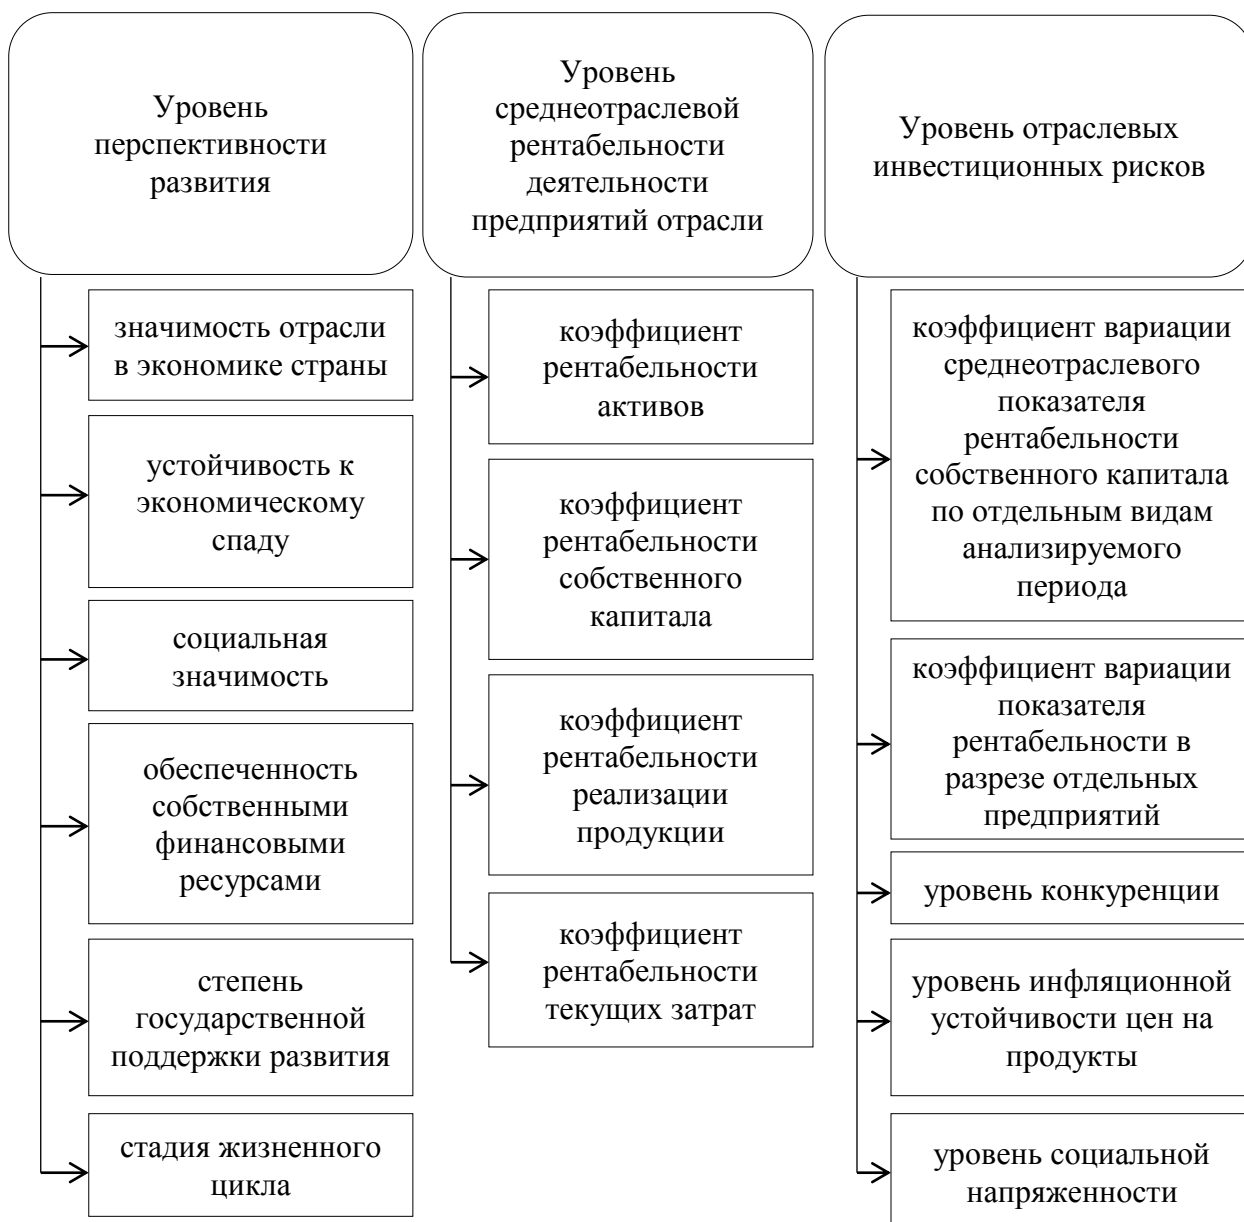 Уровень
перспективности
развития
значимость отрасли
в экономике страны
устойчивость к
экономическому
спаду
социальная
значимость
обеспеченность
собственными
финансовыми
ресурсами
степень
государственной
поддержки развития
стадия жизненного
цикла
Уровень
среднеотраслевой
рентабельности
деятельности
предприятий отрасли
коэффициент
рентабельности
активов
коэффициент
рентабельности
собственного
капитала
коэффициент
рентабельности
реализации
продукции
коэффициент
рентабельности
текущих затрат
Уровень отраслевых
инвестиционных рисков
коэффициент вариации
среднеотраслевого
показателя
рентабельности
собственного капитала
по отдельным видам
анализируемого
периода
коэффициент вариации
показателя
рентабельности в
разрезе отдельных
предприятий
уровень конкуренции
уровень инфляционной
устойчивости цен на
продукты
уровень социальной
напряженности